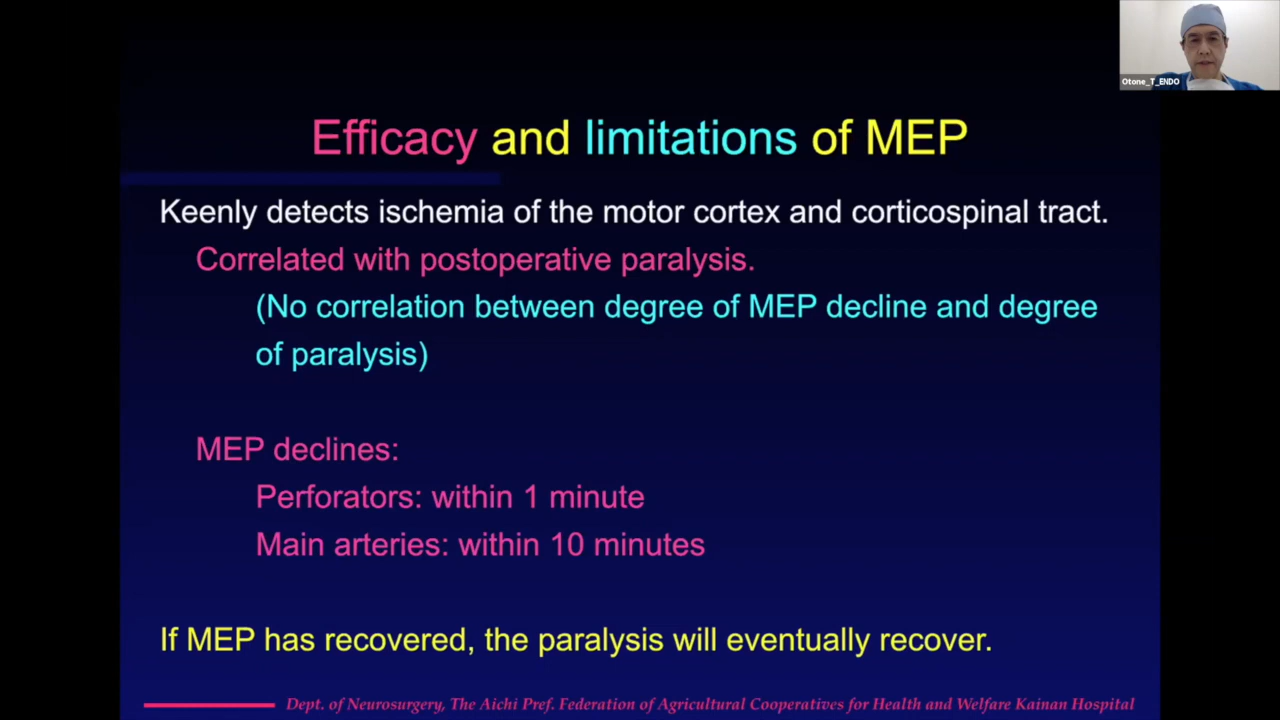 Otone_T_ENDO
Efficacy and limitations of MEP
Keenly detects ischemia of the motor cortex and corticospinal tract.
Correlated with postoperative paralysis.
(No correlation between degree of MEP decline and degree
of paralysis)
MEP declines:
Perforators: within 1 minute
Main arteries: within 10 minutes
If MEP has recovered, the paralysis will eventually recover.
Dept. of Neurosurgery, The Aichi Pref. Federation of Agricultural Cooperatives for Health and Welfare Kainan Hospital